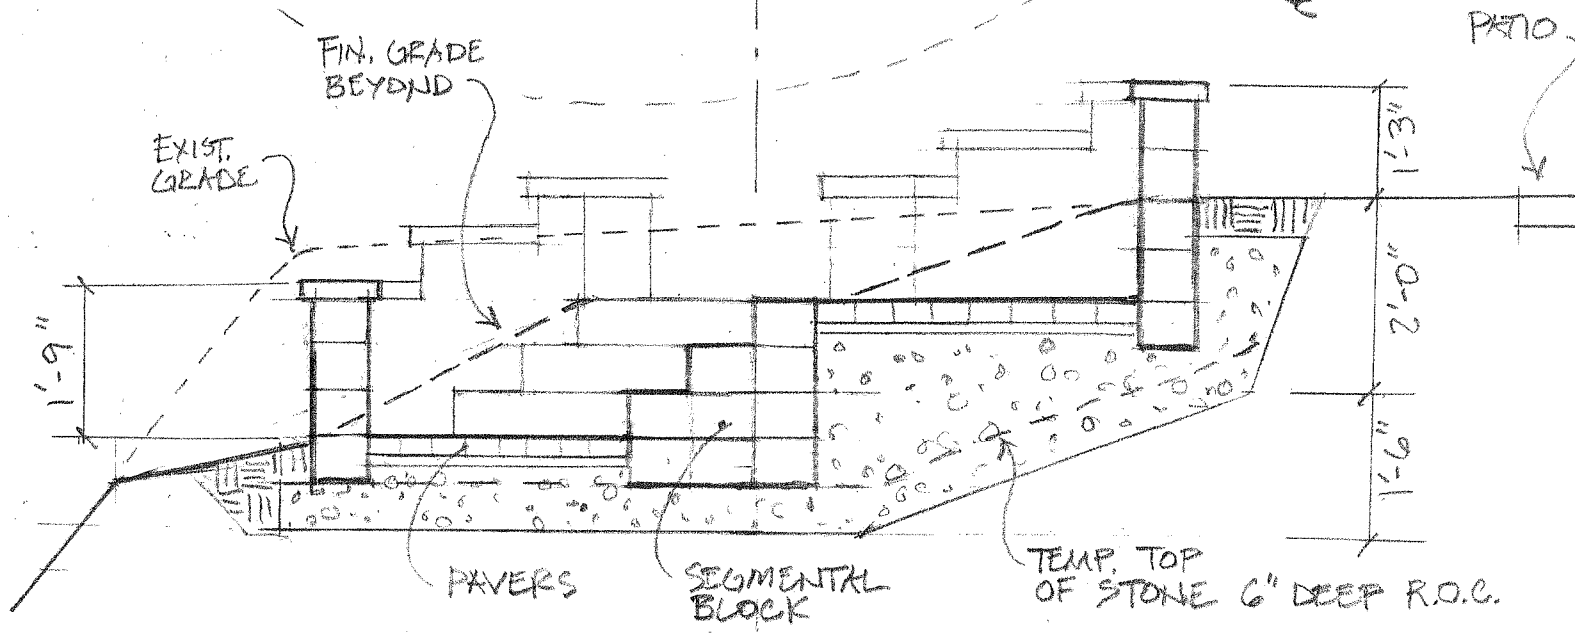 PATIO
FIN. GRADE
BEYOND
EXIST.
GRADE
1'-3"
2'-0"
1'-9"
1'-6"
PAVERS
SEGMENTAL
BLOCK
TEMP. TOP
OF STONE 6" DEEP R.O.C.